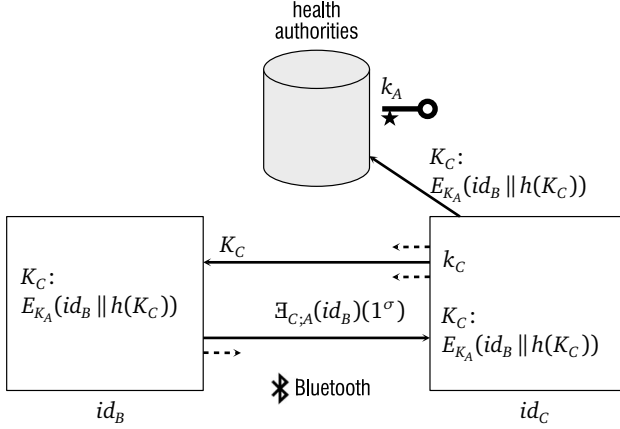 health
authorities
k_A
K_C:
E_{K_A}(id_B || h(K_C))
K_C
k_C
K_C:
E_{K_A}(id_B || h(K_C))
Ǝ_{C;A}(id_B)(1^σ)
K_C:
E_{K_A}(id_B || h(K_C))
Bluetooth
id_B
id_C